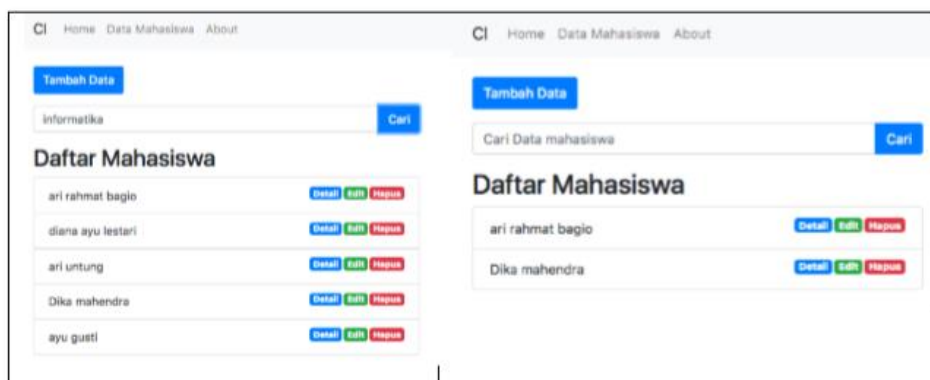 CI Home Data Mahasiswa About
Tambah Data
informatika Cari
Daftar Mahasiswa
ari rahmat bagio Detail Edit Hapus
diana ayu lestari Detail Edit Hapus
ari untung Detail Edit Hapus
Dika mahendra Detail Edit Hapus
ayu gusti Detail Edit Hapus
CI Home Data Mahasiswa About
Tambah Data
Cari Data mahasiswa Cari
Daftar Mahasiswa
ari rahmat bagio Detail Edit Hapus
Dika mahendra Detail Edit Hapus